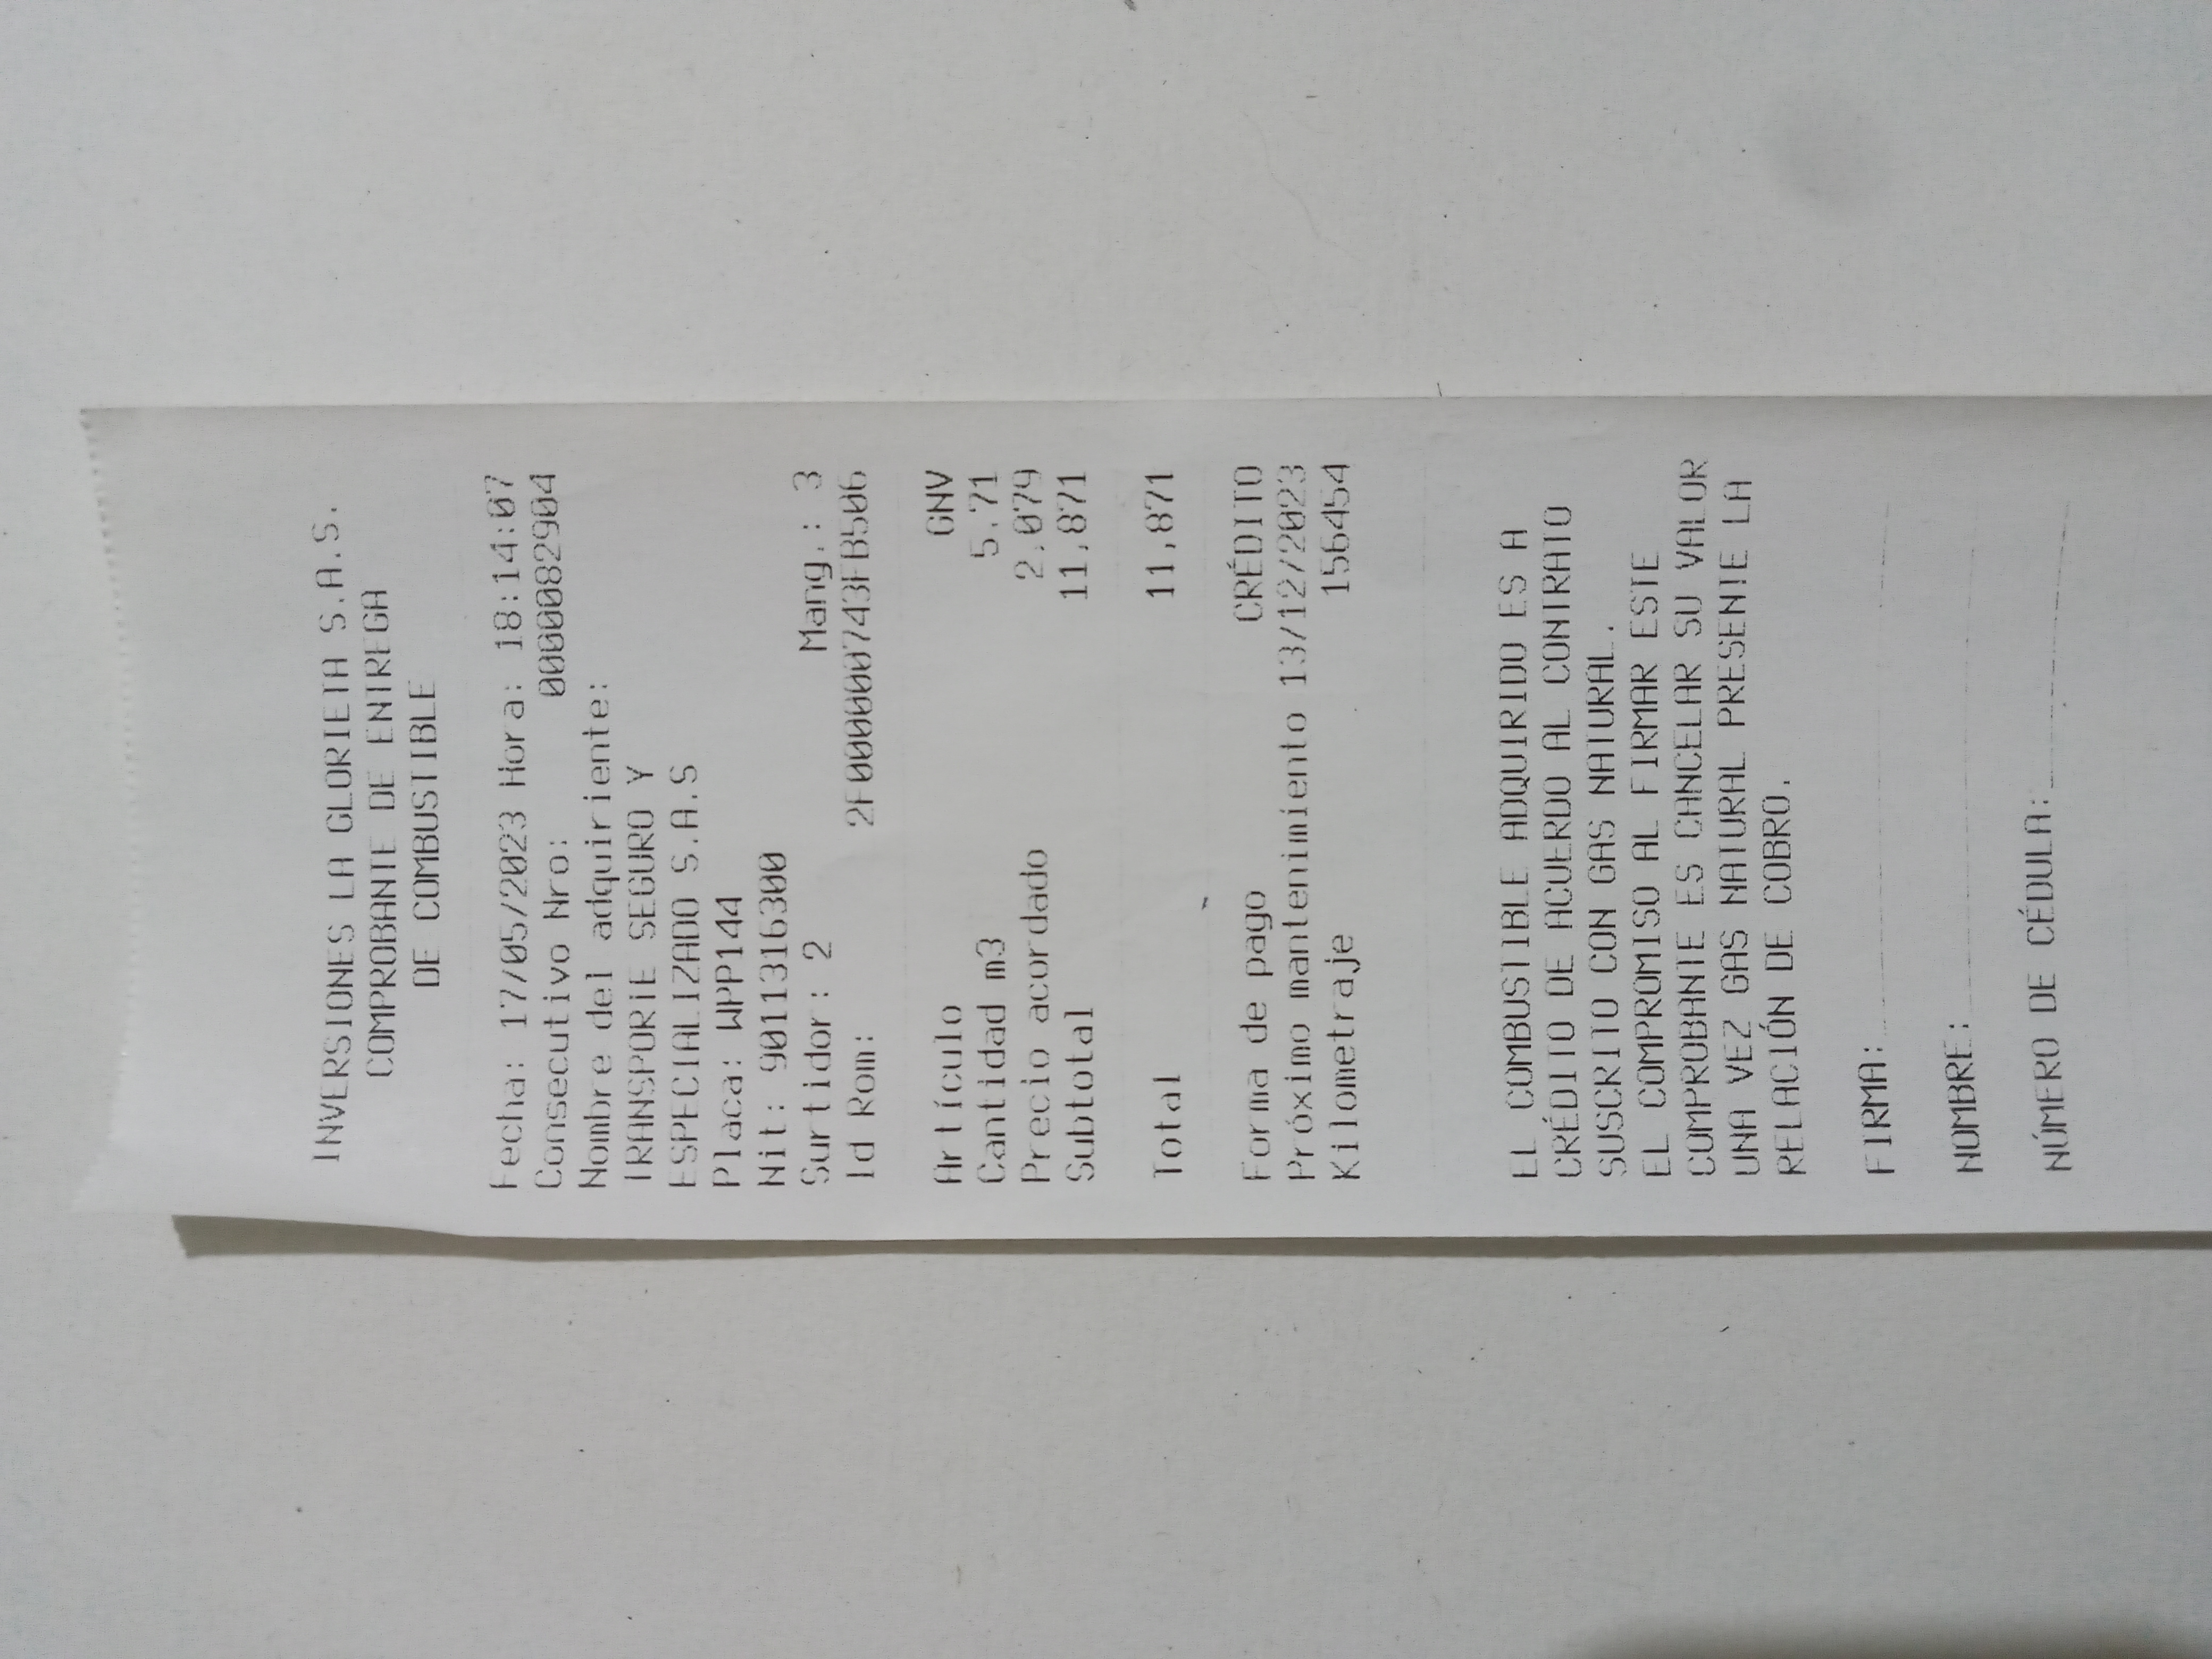 INVERSIONES LA GLORIETA S.A.S.
COMPROBANTE DE ENTREGA
DE COMBUSTIBLE
Fecha: 17/05/2023 Hora: 18:14:07
Consecutivo Nro: 0000082904
Nombre del adquiriente:
TRANSPORTE SEGURO Y
ESPECIALIZADO S.A.S
Placa: WPP144
Nit: 9011316300
Surtidor: 2 Mang.: 3
Id Rom: 2F00000743FB506
Artículo GNV
Cantidad m3 5.71
Precio acordado 2,079
Subtotal 11,871
Total 11,871
Forma de pago CRÉDITO
Próximo mantenimiento 13/12/2023
Kilometraje 156454
EL COMBUSTIBLE ADQUIRIDO ES A
CRÉDITO DE ACUERDO AL CONTRATO
SUSCRITO CON GAS NATURAL.
EL COMPROMISO AL FIRMAR ESTE
COMPROBANTE ES CANCELAR SU VALOR
UNA VEZ GAS NATURAL PRESENTE LA
RELACIÓN DE COBRO.
FIRMA:
NOMBRE:
NÚMERO DE CÉDULA: